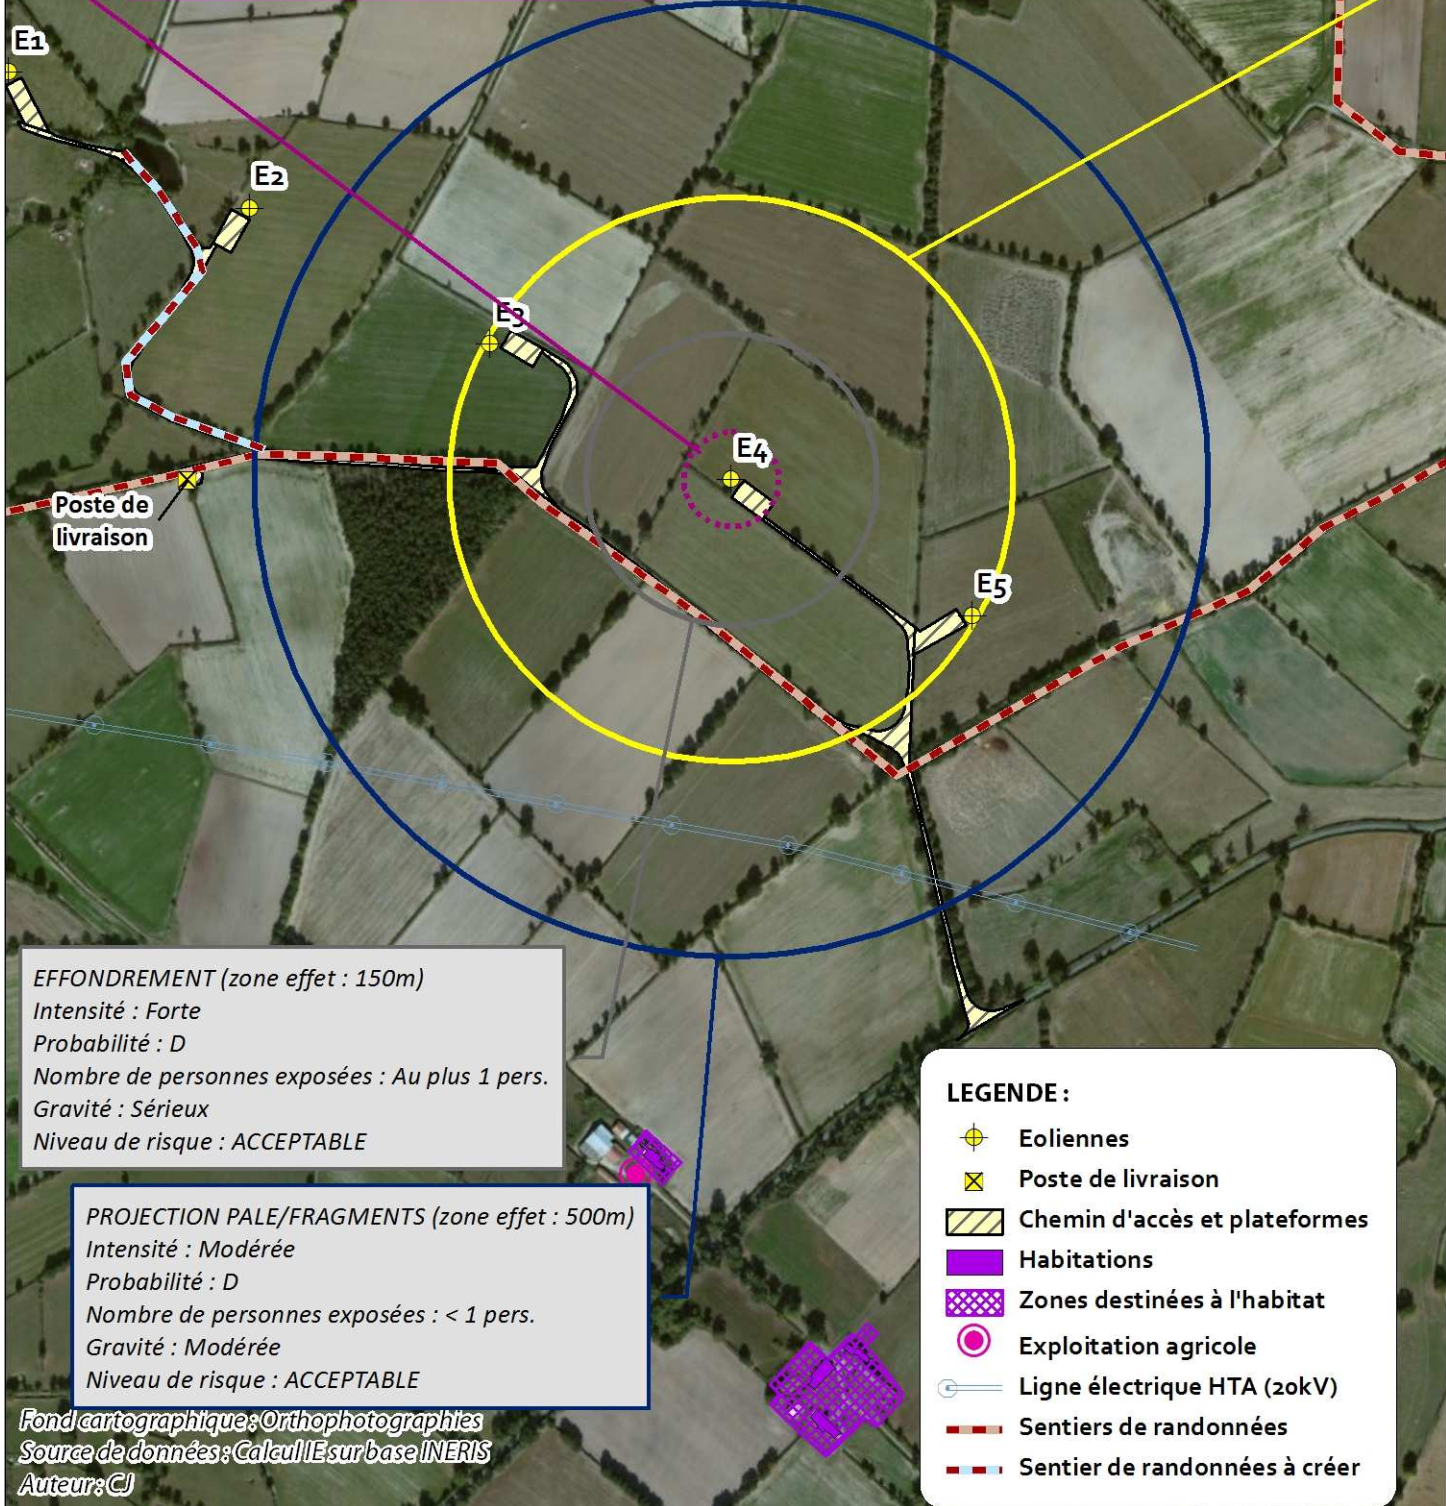 E1
E2
E3
E4
E5
Poste de
livraison
EFFONDREMENT (zone effet : 150m)
Intensité : Forte
Probabilité : D
Nombre de personnes exposées : Au plus 1 pers.
Gravité : Sérieux
Niveau de risque : ACCEPTABLE
PROJECTION PALE/FRAGMENTS (zone effet : 500m)
Intensité : Modérée
Probabilité : D
Nombre de personnes exposées : < 1 pers.
Gravité : Modérée
Niveau de risque : ACCEPTABLE
Fond cartographique : Orthophotographies
Source de données : Calcul IE sur base INERIS
Auteur : CJ
LEGENDE :
Eoliennes
Poste de livraison
Chemin d'accès et plateformes
Habitations
Zones destinées à l'habitat
Exploitation agricole
Ligne électrique HTA (20kV)
Sentiers de randonnées
Sentier de randonnées à créer